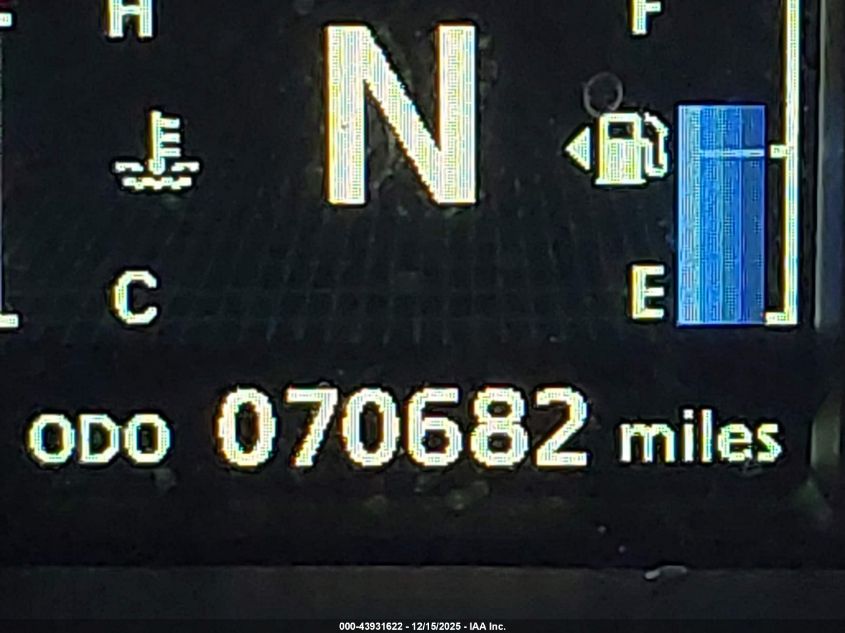 H F
N
C E
ODO 070682 miles
000-43931622 - 12/15/2025 - IAA Inc.